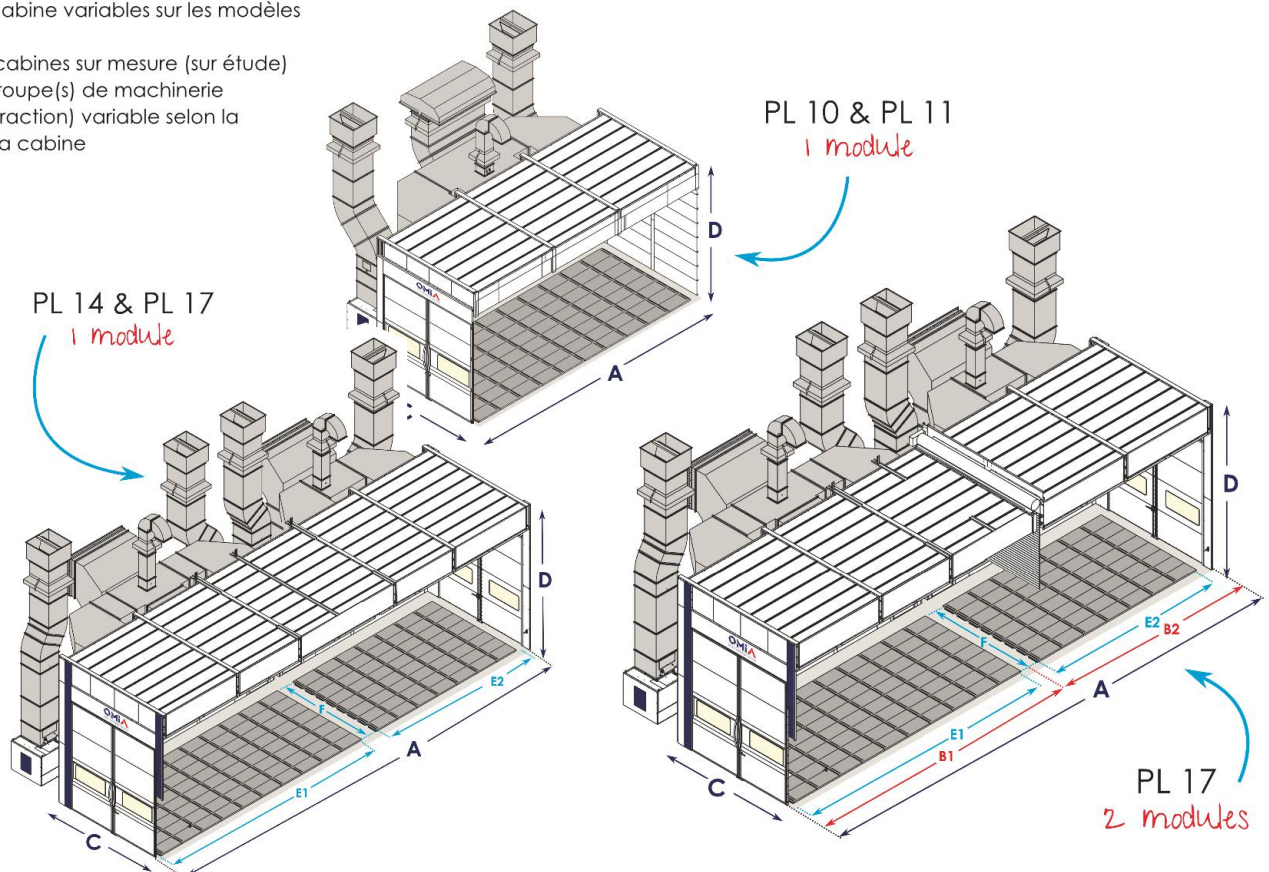 abine variables sur les modèles
cabines sur mesure (sur étude)
roupe(s) de machinerie
raction) variable selon la
a cabine
PL 10 & PL 11
1 module
D
OMIA
A
PL 14 & PL 17
1 module
D
OMIA
E2
F
A
E1
C
D
OMIA
E2
B2
F
A
E1
B1
C
PL 17
2 modules